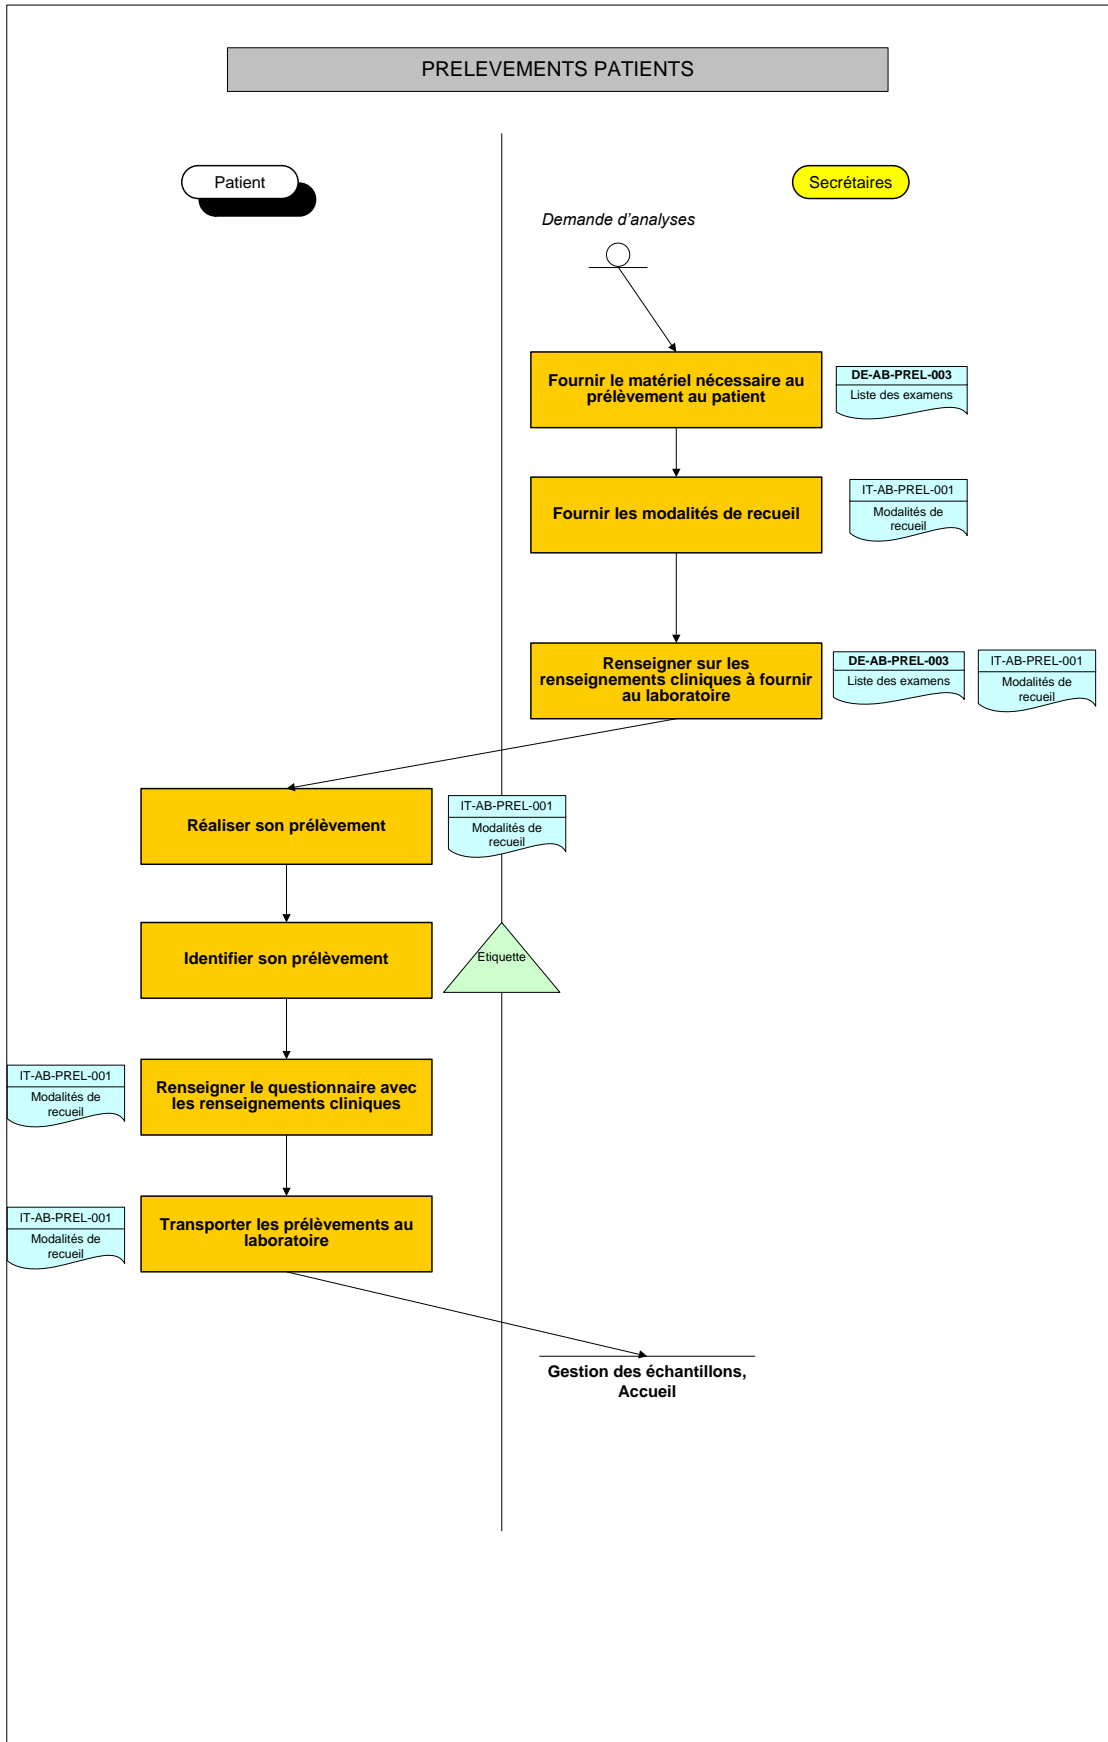 PRELEVEMENTS PATIENTS
Patient
Secrétaires
Demande d'analyses
Fournir le matériel nécessaire au
prélèvement au patient
DE-AB-PREL-003
Liste des examens
Fournir les modalités de recueil
IT-AB-PREL-001
Modalités de
recueil
Renseigner sur les
renseignements cliniques à fournir
au laboratoire
DE-AB-PREL-003
Liste des examens
IT-AB-PREL-001
Modalités de
recueil
Réaliser son prélèvement
IT-AB-PREL-001
Modalités de
recueil
Identifier son prélèvement
Etiquette
IT-AB-PREL-001
Modalités de
recueil
Renseigner le questionnaire avec
les renseignements cliniques
IT-AB-PREL-001
Modalités de
recueil
Transporter les prélèvements au
laboratoire
Gestion des échantillons,
Accueil